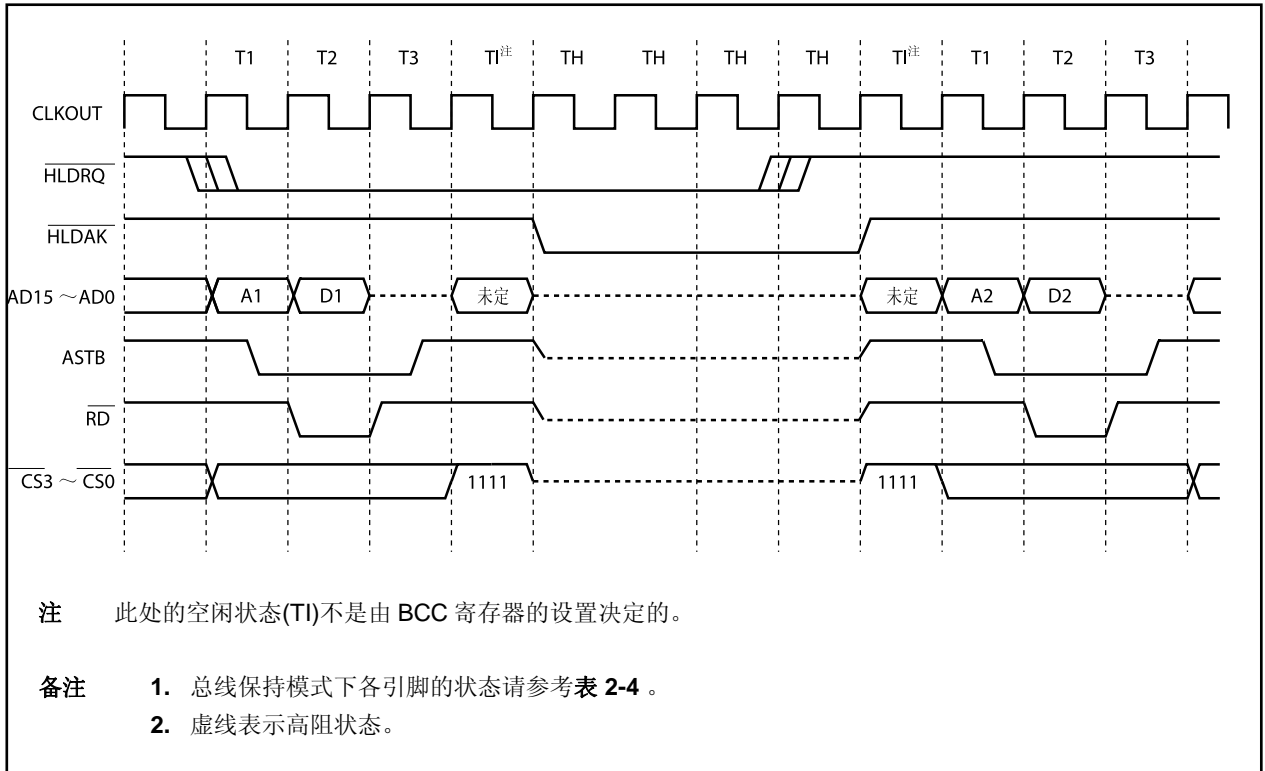 T1 T2 T3 TI注 TH TH TH TH TI注 T1 T2 T3
CLKOUT
HLDRQ
HLDAK
AD15 ～AD0 A1 D1 未定 未定 A2 D2
ASTB
RD
CS3 ～ CS0 1111 1111
注 此处的空闲状态(TI)不是由 BCC 寄存器的设置决定的。
备注 1. 总线保持模式下各引脚的状态请参考表 2-4 。
2. 虚线表示高阻状态。